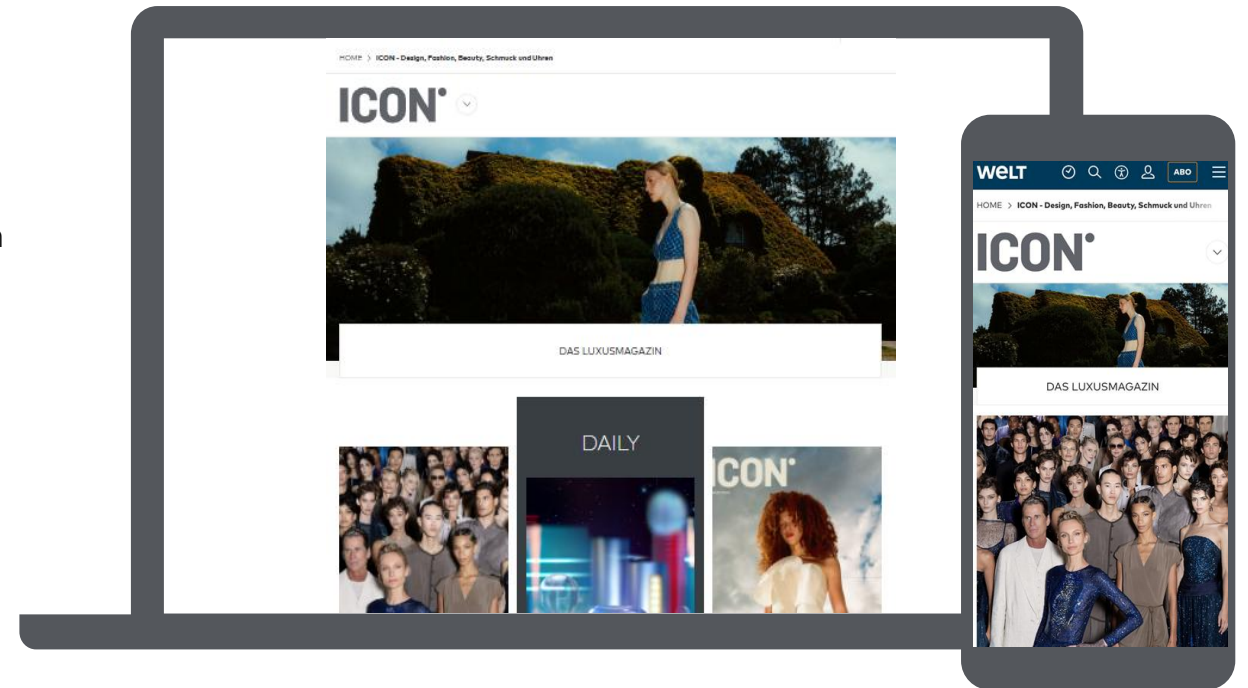 n
HOME > ICON - Design, Fashion, Beauty, Schmuck und Uhren
ICON
DAS LUXUSMAGAZIN
DAILY
ICON
WELT
ABO
HOME > ICON - Design, Fashion, Beauty, Schmuck und Uhren
ICON
DAS LUXUSMAGAZIN